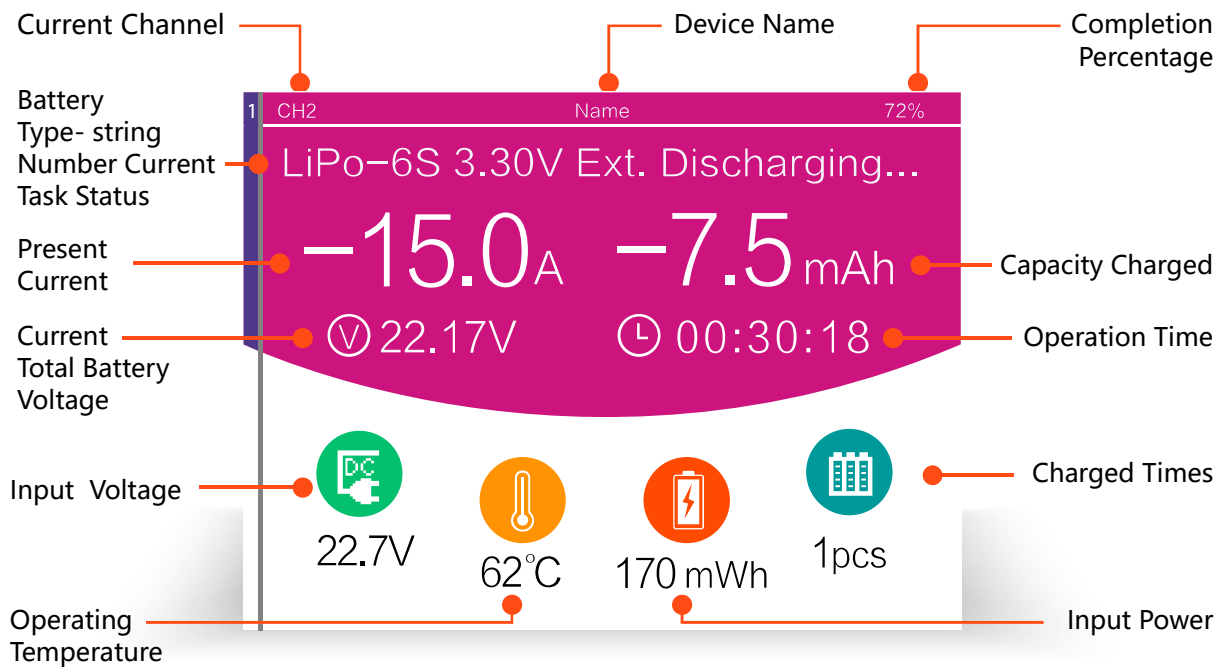 Current Channel
Device Name
Completion
Percentage
Battery
Type- string
Number Current
Task Status
1
CH2
Name
72%
LiPo-6S 3.30V Ext. Discharging...
Present
Current
-15.0A
-7.5 mAh
Capacity Charged
Current
Total Battery
Voltage
V 22.17V
00:30:18
Operation Time
Input Voltage
DC
22.7V
62°C
170 mWh
1pcs
Charged Times
Operating
Temperature
Input Power